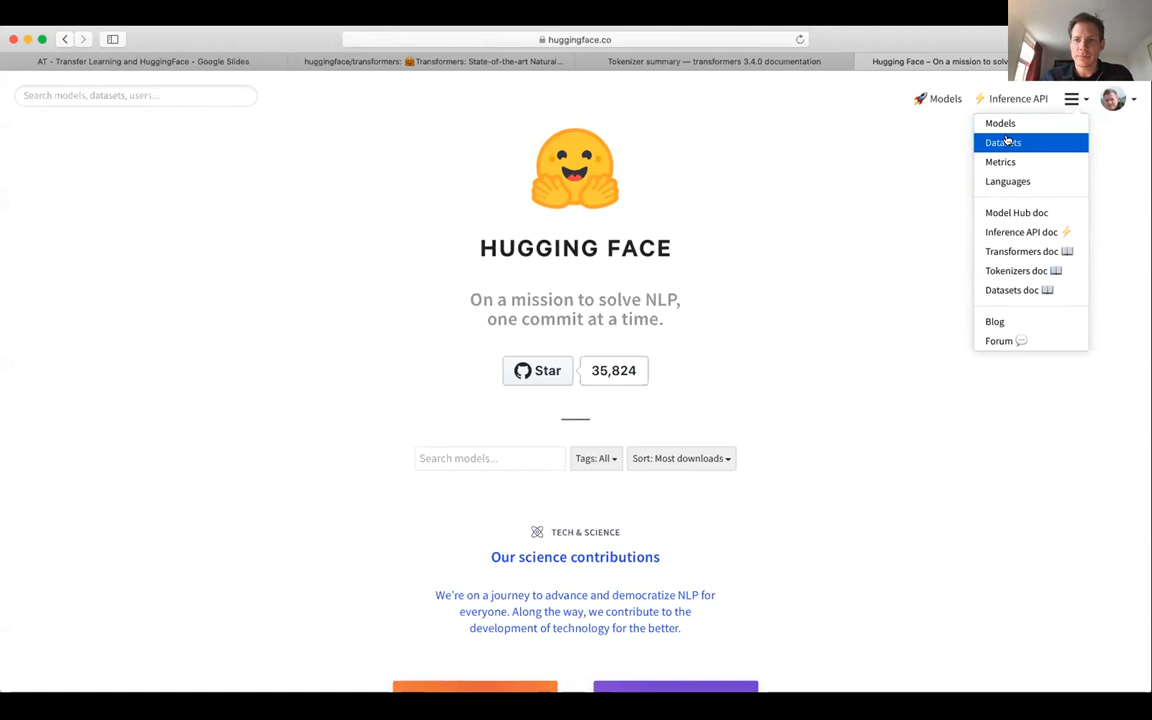 huggingface.co
AT - Transfer Learning and HuggingFace - Google Slides
huggingface/transformers: 🤗Transformers: State-of-the-art Natural...
Tokenizer summary — transformers 3.4.0 documentation
Hugging Face – On a mission to solv
Search models, datasets, users...
🚀 Models
⚡ Inference API
Models
Datasets
Metrics
Languages
Model Hub doc
Inference API doc ⚡
Transformers doc 📖
Tokenizers doc 📖
Datasets doc 📖
Blog
Forum 💬
HUGGING FACE
On a mission to solve NLP,
one commit at a time.
Star
35,824
Search models...
Tags: All
Sort: Most downloads
TECH & SCIENCE
Our science contributions
We're on a journey to advance and democratize NLP for
everyone. Along the way, we contribute to the
development of technology for the better.